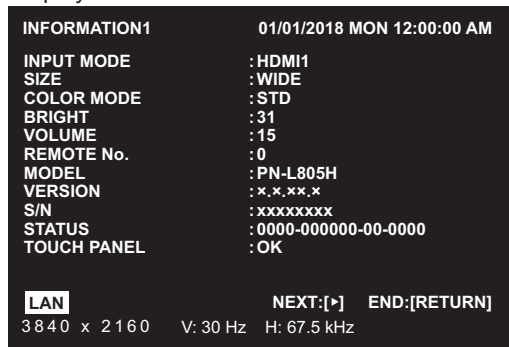 INFORMATION1 01/01/2018 MON 12:00:00 AM
INPUT MODE :HDMI1
SIZE :WIDE
COLOR MODE :STD
BRIGHT :31
VOLUME :15
REMOTE No. :0
MODEL :PN-L805H
VERSION :×.×.××.×
S/N :xxxxxxxx
STATUS :0000-000000-00-0000
TOUCH PANEL :OK
LAN NEXT:[▸] END:[RETURN]
3840 x 2160 V: 30 Hz H: 67.5 kHz